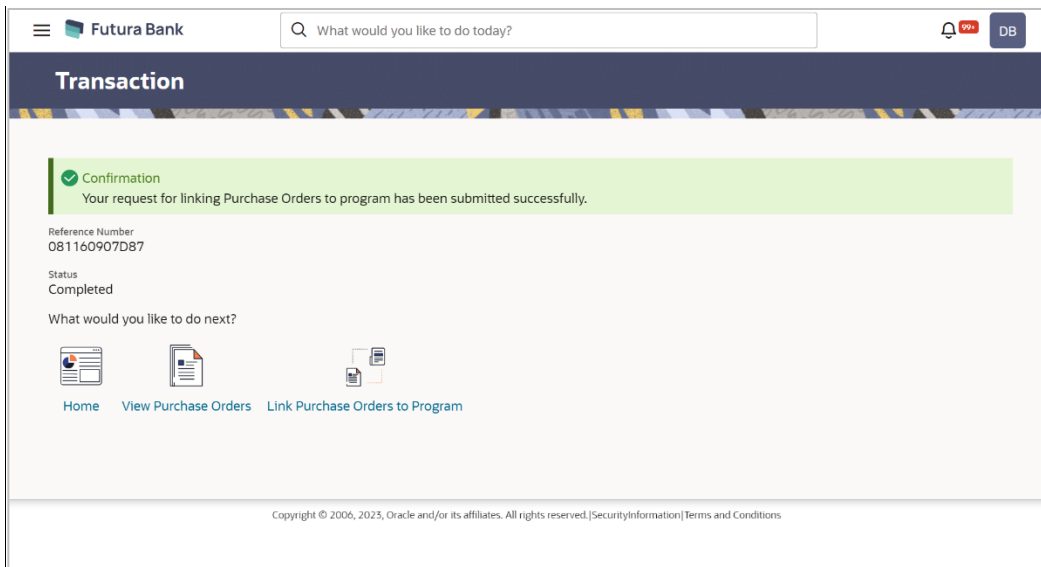 Futura Bank
What would you like to do today?
99+
DB
Transaction
Confirmation
Your request for linking Purchase Orders to program has been submitted successfully.
Reference Number
081160907D87
Status
Completed
What would you like to do next?
Home View Purchase Orders Link Purchase Orders to Program
Copyright © 2006, 2023, Oracle and/or its affiliates. All rights reserved.|SecurityInformation|Terms and Conditions